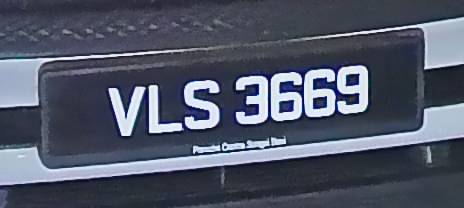 VLS 3669
Porsche Centre Sungai Besi